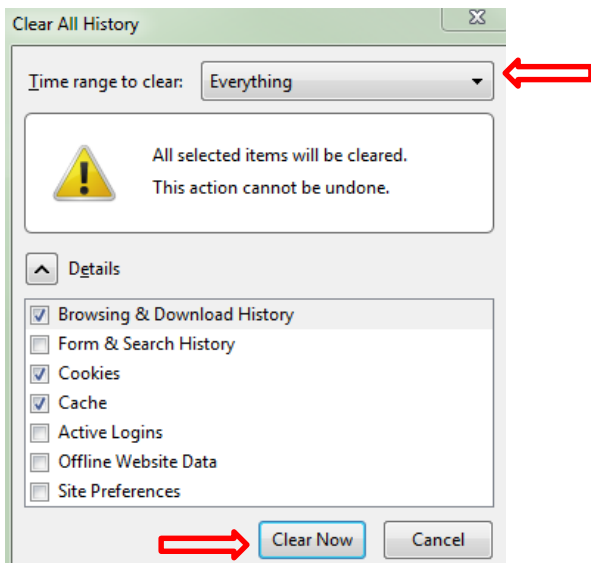 Clear All History
Time range to clear: Everything
All selected items will be cleared.
This action cannot be undone.
Details
Browsing & Download History
Form & Search History
Cookies
Cache
Active Logins
Offline Website Data
Site Preferences
Clear Now Cancel